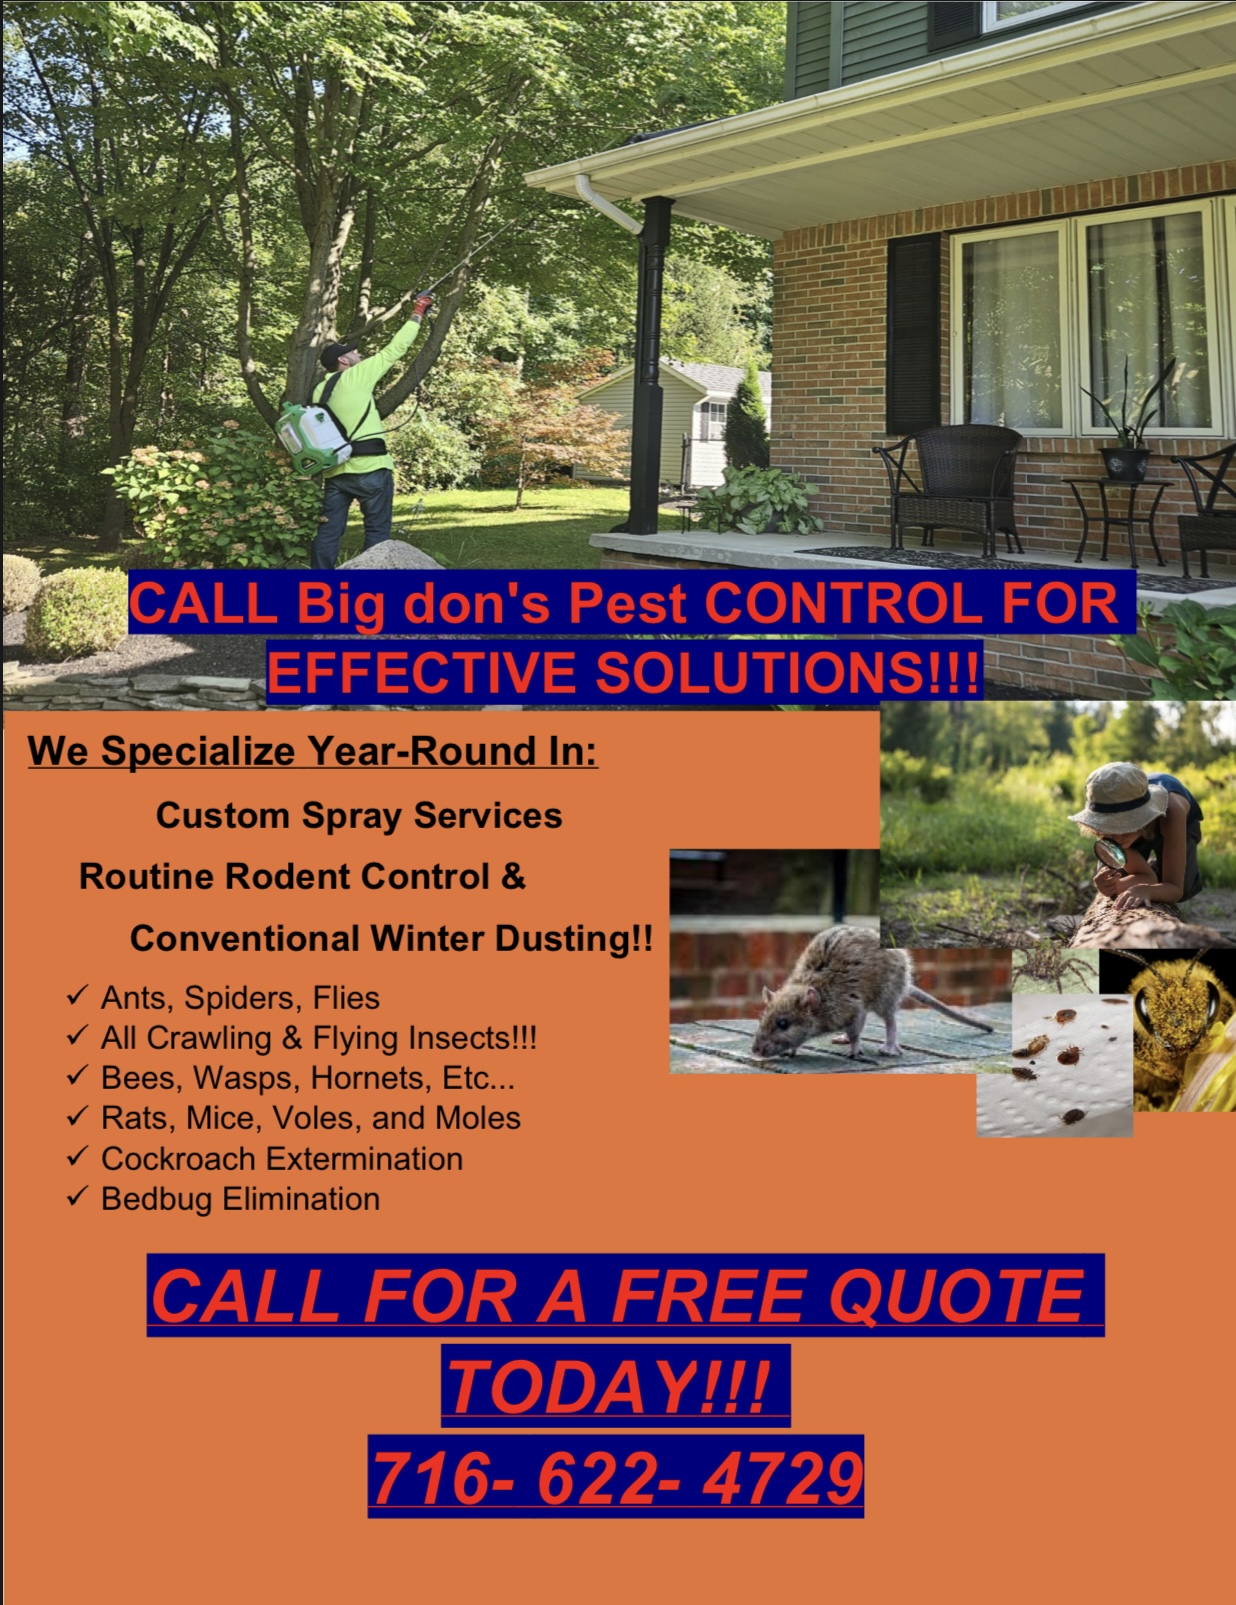 CALL Big don's Pest CONTROL FOR
EFFECTIVE SOLUTIONS!!!
We Specialize Year-Round In:
Custom Spray Services
Routine Rodent Control &
Conventional Winter Dusting!!
✓ Ants, Spiders, Flies
✓ All Crawling & Flying Insects!!!
✓ Bees, Wasps, Hornets, Etc...
✓ Rats, Mice, Voles, and Moles
✓ Cockroach Extermination
✓ Bedbug Elimination
CALL FOR A FREE QUOTE
TODAY!!!
716- 622- 4729